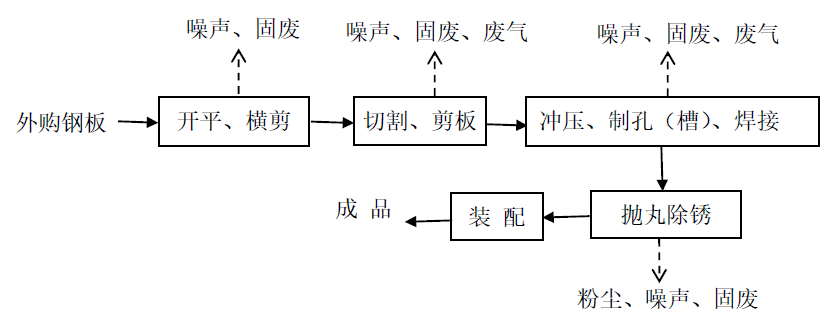 噪声、固废
噪声、固废、废气
噪声、固废、废气
外购钢板
开平、横剪
切割、剪板
冲压、制孔（槽）、焊接
成 品
装 配
抛丸除锈
粉尘、噪声、固废